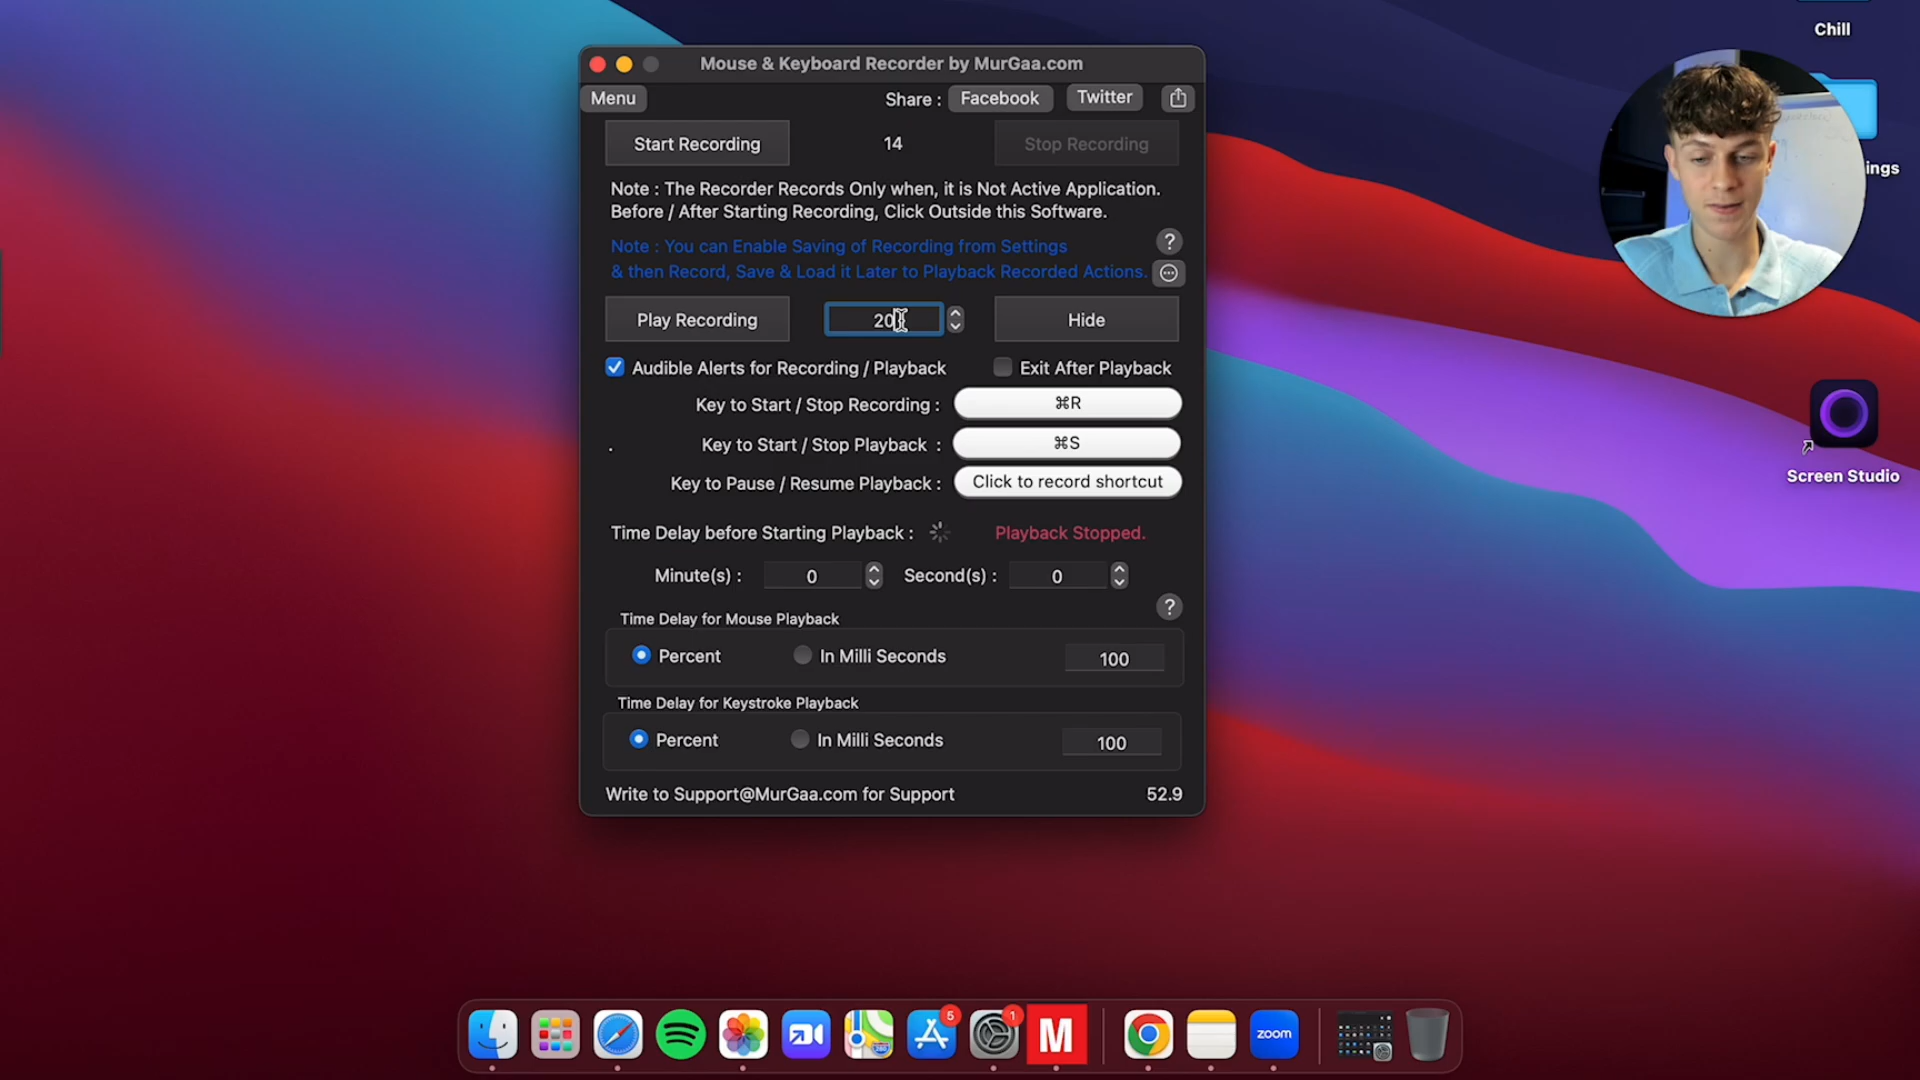 Chill
Mouse & Keyboard Recorder by MurGaa.com
Menu
Share :
Facebook
Twitter
Start Recording
14
Stop Recording
Note : The Recorder Records Only when, it is Not Active Application.
Before / After Starting Recording, Click Outside this Software.
Note : You can Enable Saving of Recording from Settings
?
& then Record, Save & Load it Later to Playback Recorded Actions.
ings
Play Recording
Hide
Audible Alerts for Recording / Playback
Exit After Playback
Key to Start / Stop Recording :
⌘R
. Key to Start / Stop Playback :
⌘S
Key to Pause / Resume Playback :
Click to record shortcut
Screen Studio
Time Delay before Starting Playback :
Playback Stopped.
Minute(s) :
0
Second(s) :
0
?
Time Delay for Mouse Playback
Percent
In Milli Seconds
100
Time Delay for Keystroke Playback
Percent
In Milli Seconds
100
Write to Support@MurGaa.com for Support
52.9
5
1
M
zoom